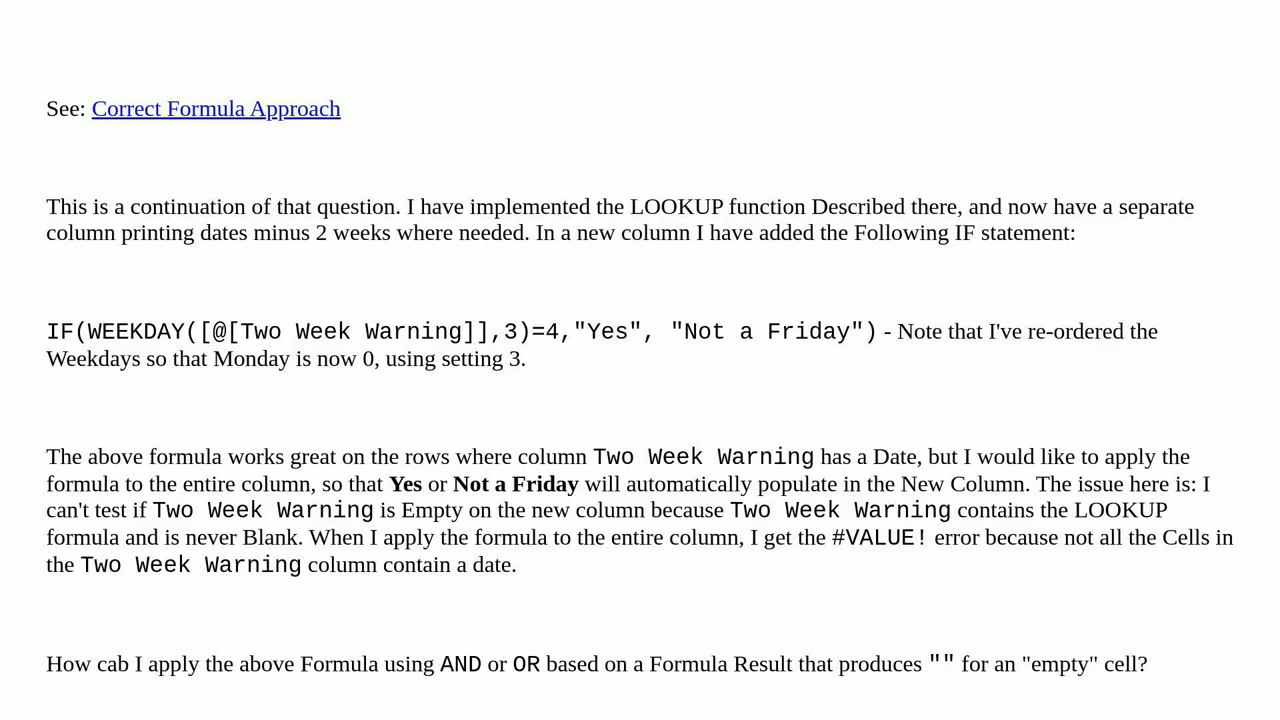 See: Correct Formula Approach
This is a continuation of that question. I have implemented the LOOKUP function Described there, and now have a separate
column printing dates minus 2 weeks where needed. In a new column I have added the Following IF statement:
IF(WEEKDAY([@[Two Week Warning]],3)=4,"Yes", "Not a Friday") - Note that I've re-ordered the
Weekdays so that Monday is now 0, using setting 3.
The above formula works great on the rows where column Two Week Warning has a Date, but I would like to apply the
formula to the entire column, so that Yes or Not a Friday will automatically populate in the New Column. The issue here is: I
can't test if Two Week Warning is Empty on the new column because Two Week Warning contains the LOOKUP
formula and is never Blank. When I apply the formula to the entire column, I get the #VALUE! error because not all the Cells in
the Two Week Warning column contain a date.
How cab I apply the above Formula using AND or OR based on a Formula Result that produces "" for an "empty" cell?